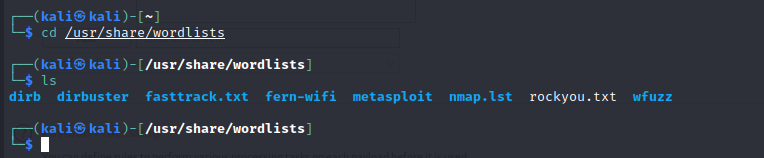 ┌──(kali㉿kali)-[~]
└─$ cd /usr/share/wordlists
┌──(kali㉿kali)-[/usr/share/wordlists]
└─$ ls
dirb dirbuster fasttrack.txt fern-wifi metasploit nmap.lst rockyou.txt wfuzz
┌──(kali㉿kali)-[/usr/share/wordlists]
└─$